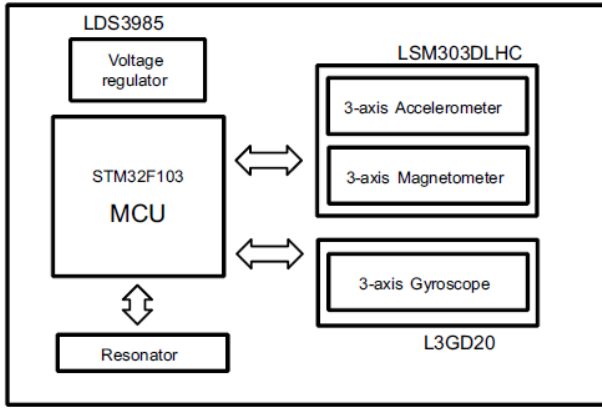 LDS3985
Voltage
regulator
STM32F103
MCU
Resonator
LSM303DLHC
3-axis Accelerometer
3-axis Magnetometer
3-axis Gyroscope
L3GD20